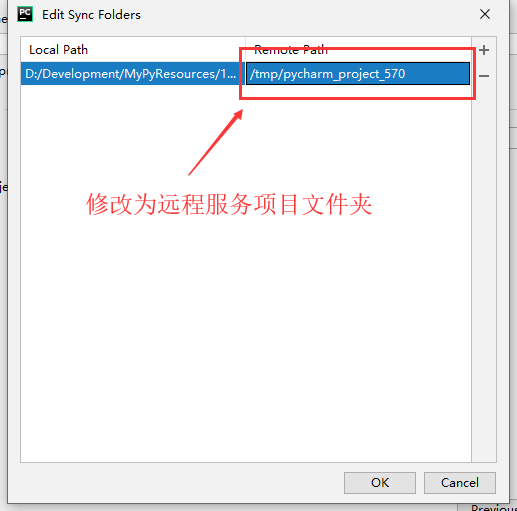 PC Edit Sync Folders
Local Path Remote Path
D:/Development/MyPyResources/1... /tmp/pycharm_project_570
修改为远程服务项目文件夹
OK Cancel
Previous